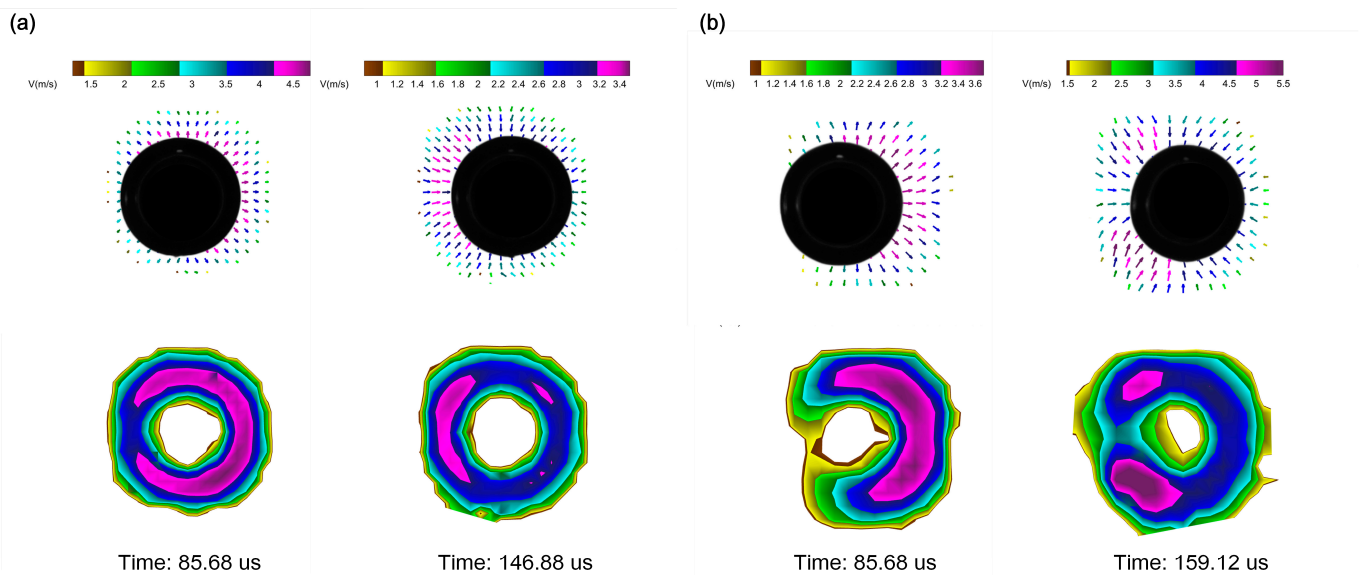 (a)
(b)
V(m/s) 1.5 2 2.5 3 3.5 4 4.5
V(m/s) 1 1.2 1.4 1.6 1.8 2 2.2 2.4 2.6 2.8 3 3.2 3.4
V(m/s) 1 1.2 1.4 1.6 1.8 2 2.2 2.4 2.6 2.8 3 3.2 3.4 3.6
V(m/s) 1.5 2 2.5 3 3.5 4 4.5 5 5.5
Time: 85.68 us
Time: 146.88 us
Time: 85.68 us
Time: 159.12 us